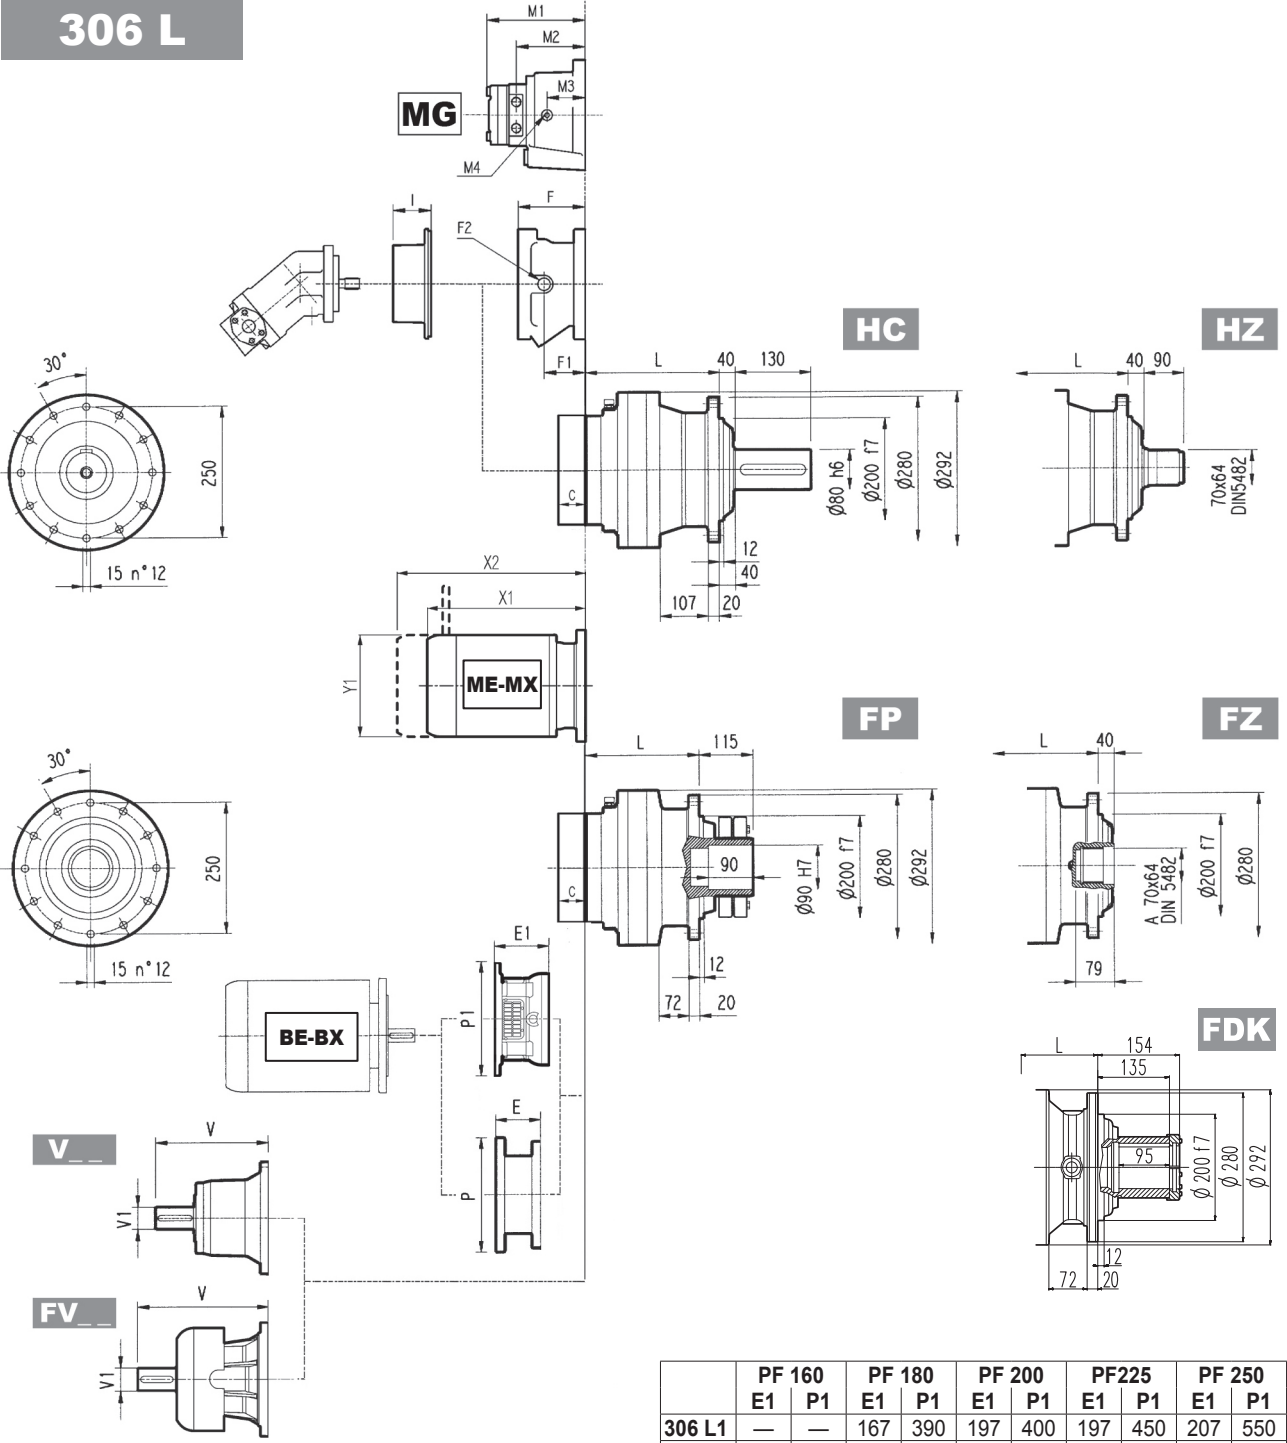 306 L
M1
M2
M3
MG
M4
I
F
F2
HC
HZ
30°
F1
L
40
130
L
40
90
250
C
Ø80 h6
Ø200 f7
Ø280
Ø292
70x64
DIN5482
12
40
107
20
15 n°12
X2
X1
Y1
ME-MX
FP
FZ
30°
L
115
L
40
250
C
90
Ø90 H7
Ø200 f7
Ø280
Ø292
A 70x64
DIN 5482
Ø200 f7
Ø280
12
79
72
20
15 n°12
E1
P1
BE-BX
FDK
L
154
135
E
P
V_ _
V
V1
95
Ø 200 f7
Ø 280
Ø 292
12
72
20
FV_ _
V
V1
PF 160 PF 180 PF 200 PF225 PF 250
E1 P1 E1 P1 E1 P1 E1 P1 E1 P1
306 L1 — — 167 390 197 400 197 450 207 550